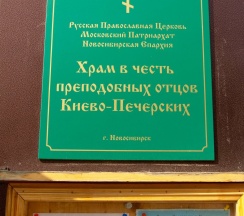 Русская Православная Церковь
Московский Патриархат
Новосибирская Епархия
Храм в честь
преподобных отцов
Киево-Печерских
г. Новосибирск